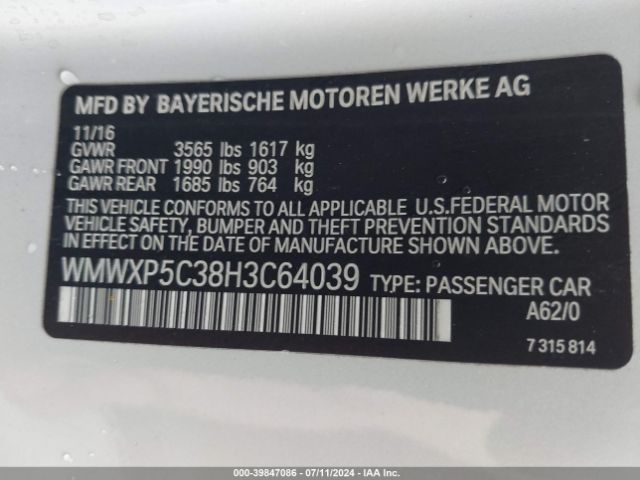 MFD BY BAYERISCHE MOTOREN WERKE AG
11/16
GVWR 3565 lbs 1617 kg
GAWR FRONT 1990 lbs 903 kg
GAWR REAR 1685 lbs 764 kg
THIS VEHICLE CONFORMS TO ALL APPLICABLE U.S.FEDERAL MOTOR
VEHICLE SAFETY, BUMPER AND THEFT PREVENTION STANDARDS
IN EFFECT ON THE DATE OF MANUFACTURE SHOWN ABOVE.
WMWXP5C38H3C64039 TYPE: PASSENGER CAR
A62/0
7 315 814
000-39847086 / 07/11/2024 - IAA Inc.